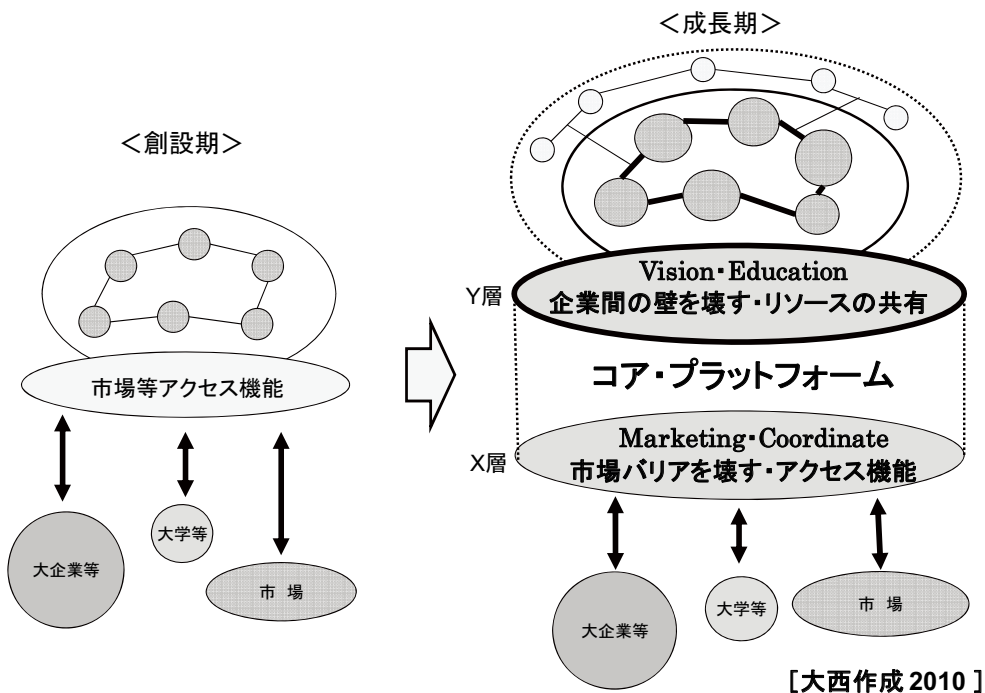 ＜創設期＞
市場等アクセス機能
大企業等
大学等
市 場
＜成長期＞
Y層
Vision・Education
企業間の壁を壊す・リソースの共有
コア・プラットフォーム
X層
Marketing・Coordinate
市場バリアを壊す・アクセス機能
大企業等
大学等
市 場
［大西作成 2010 ］